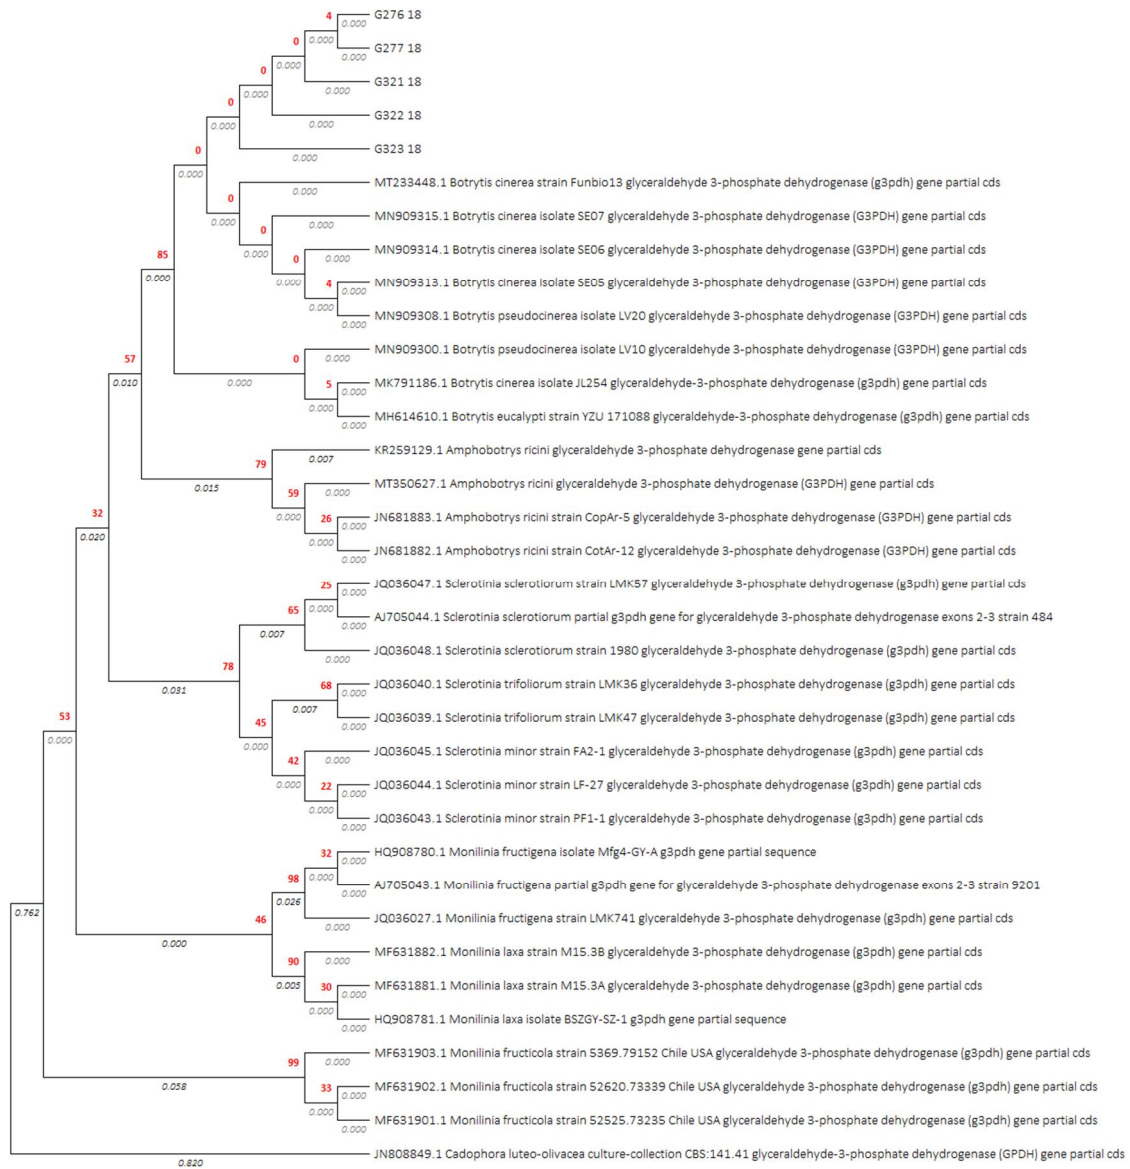 4
G276 18
0.000
0
0.000
G277 18
0.000
0
0.000
G321 18
0.000
0
0.000
G322 18
0.000
0
0.000
G323 18
0.000
0.000
MT233448.1 Botrytis cinerea strain Funbio13 glyceraldehyde 3-phosphate dehydrogenase (g3pdh) gene partial cds
0.000
0
0.000
MN909315.1 Botrytis cinerea isolate SE07 glyceraldehyde 3-phosphate dehydrogenase (G3PDH) gene partial cds
0.000
0
0.000
MN909314.1 Botrytis cinerea isolate SE06 glyceraldehyde 3-phosphate dehydrogenase (G3PDH) gene partial cds
0.000
85
0
0.000
4
MN909313.1 Botrytis cinerea isolate SE05 glyceraldehyde 3-phosphate dehydrogenase (G3PDH) gene partial cds
0.000
0.000
MN909308.1 Botrytis pseudocinerea isolate LV20 glyceraldehyde 3-phosphate dehydrogenase (G3PDH) gene partial cds
0.000
57
0
MN909300.1 Botrytis pseudocinerea isolate LV10 glyceraldehyde 3-phosphate dehydrogenase (G3PDH) gene partial cds
0.000
0.010
0.000
5
MK791186.1 Botrytis cinerea isolate JL254 glyceraldehyde-3-phosphate dehydrogenase (g3pdh) gene partial cds
0.000
0.000
MH614610.1 Botrytis eucalypti strain YZU 171088 glyceraldehyde-3-phosphate dehydrogenase (g3pdh) gene partial cds
0.000
79
KR259129.1 Amphobotrys ricini glyceraldehyde 3-phosphate dehydrogenase gene partial cds
0.007
0.015
59
MT350627.1 Amphobotrys ricini glyceraldehyde 3-phosphate dehydrogenase (G3PDH) gene partial cds
0.000
0.000
32
26
JN681883.1 Amphobotrys ricini strain CopAr-5 glyceraldehyde 3-phosphate dehydrogenase (G3PDH) gene partial cds
0.000
0.020
0.000
JN681882.1 Amphobotrys ricini strain CotAr-12 glyceraldehyde 3-phosphate dehydrogenase (G3PDH) gene partial cds
0.000
25
JQ036047.1 Sclerotinia sclerotiorum strain LMK57 glyceraldehyde 3-phosphate dehydrogenase (g3pdh) gene partial cds
0.000
65
0.000
AJ705044.1 Sclerotinia sclerotiorum partial g3pdh gene for glyceraldehyde 3-phosphate dehydrogenase exons 2-3 strain 484
0.000
0.007
78
JQ036048.1 Sclerotinia sclerotiorum strain 1980 glyceraldehyde 3-phosphate dehydrogenase (g3pdh) gene partial cds
0.000
0.031
68
JQ036040.1 Sclerotinia trifoliorum strain LMK36 glyceraldehyde 3-phosphate dehydrogenase (g3pdh) gene partial cds
0.000
0.007
53
45
JQ036039.1 Sclerotinia trifoliorum strain LMK47 glyceraldehyde 3-phosphate dehydrogenase (g3pdh) gene partial cds
0.000
0.000
0.000
42
JQ036045.1 Sclerotinia minor strain FA2-1 glyceraldehyde 3-phosphate dehydrogenase (g3pdh) gene partial cds
0.000
0.000
22
JQ036044.1 Sclerotinia minor strain LF-27 glyceraldehyde 3-phosphate dehydrogenase (g3pdh) gene partial cds
0.000
0.000
JQ036043.1 Sclerotinia minor strain PF1-1 glyceraldehyde 3-phosphate dehydrogenase (g3pdh) gene partial cds
0.000
32
HQ908780.1 Monilinia fructigena isolate Mfg4-GY-A g3pdh gene partial sequence
0.000
98
0.000
AJ705043.1 Monilinia fructigena partial g3pdh gene for glyceraldehyde 3-phosphate dehydrogenase exons 2-3 strain 9201
0.000
0.026
0.762
46
JQ036027.1 Monilinia fructigena strain LMK741 glyceraldehyde 3-phosphate dehydrogenase (g3pdh) gene partial cds
0.000
0.000
90
MF631882.1 Monilinia laxa strain M15.3B glyceraldehyde 3-phosphate dehydrogenase (g3pdh) gene partial cds
0.000
0.005
30
MF631881.1 Monilinia laxa strain M15.3A glyceraldehyde 3-phosphate dehydrogenase (g3pdh) gene partial cds
0.000
0.000
HQ908781.1 Monilinia laxa isolate BSZGY-SZ-1 g3pdh gene partial sequence
0.000
99
MF631903.1 Monilinia fructicola strain 5369.79152 Chile USA glyceraldehyde 3-phosphate dehydrogenase (g3pdh) gene partial cds
0.000
0.058
33
MF631902.1 Monilinia fructicola strain 52620.73339 Chile USA glyceraldehyde 3-phosphate dehydrogenase (g3pdh) gene partial cds
0.000
0.000
MF631901.1 Monilinia fructicola strain 52525.73235 Chile USA glyceraldehyde 3-phosphate dehydrogenase (g3pdh) gene partial cds
0.000
JN808849.1 Cadophora luteo-olivacea culture-collection CBS:141.41 glyceraldehyde-3-phosphate dehydrogenase (GPDH) gene partial cds
0.820